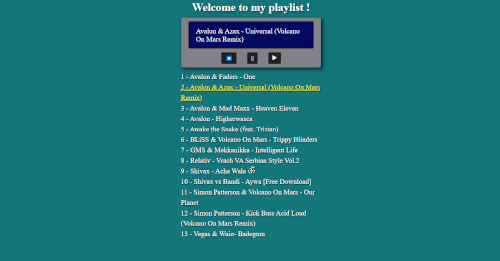 Welcome to my playlist !
Avalon & Azax - Universal (Volcano
On Mars Remix)
1 - Avalon & Faders - One
2 - Avalon & Azax - Universal (Volcano On Mars
Remix)
3 - Avalon & Mad Maxx - Heaven Eleven
4 - Avalon - Higherwasca
5 - Awake the Snake (feat. Tristan)
6 - BLiSS & Volcano On Mars - Trippy Blinders
7 - GMS & Mekkanikka - Intelligent Life
8 - Relativ - Vrach VA Serbian Style Vol.2
9 - Shivax - Acha Wala ॐ
10 - Shivax vs Bandi - Aywa [Free Download]
11 - Simon Patterson & Volcano On Mars - Our
Planet
12 - Simon Patterson - Kick Bass Acid Loud
(Volcano On Mars Remix)
13 - Vegas & Waio- Badegum